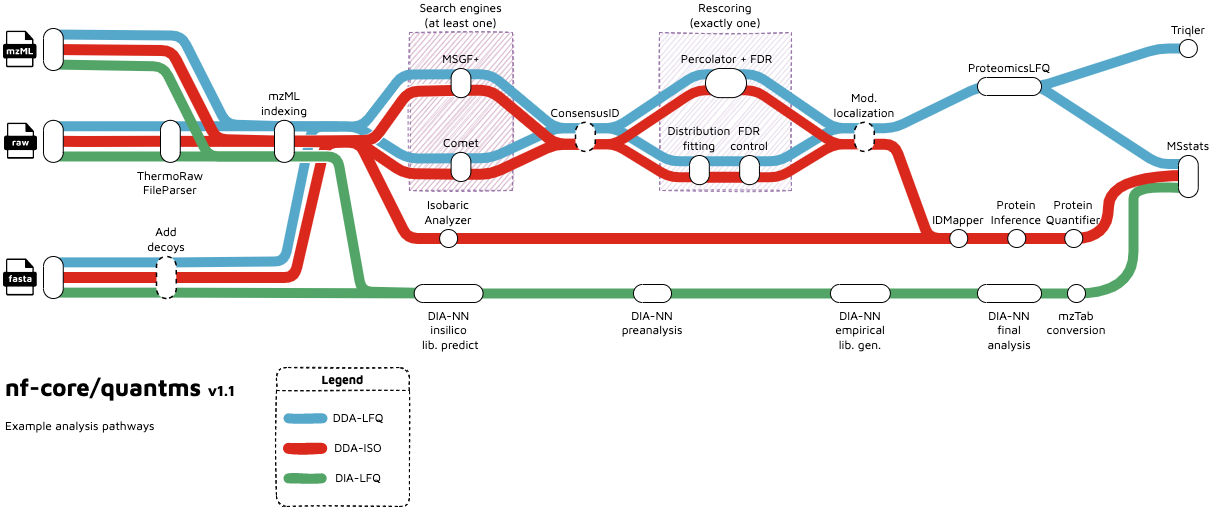 Search engines
(at least one)
Rescoring
(exactly one)
Triqler
mzML
MSGF+
Percolator + FDR
ProteomicsLFQ
mzML
indexing
ConsensusID
Mod.
localization
raw
Comet
Distribution
fitting
FDR
control
MSstats
ThermoRaw
FileParser
Isobaric
Analyzer
IDMapper
Protein
Inference
Protein
Quantifier
Add
decoys
fasta
DIA-NN
insilico
lib. predict
DIA-NN
preanalysis
DIA-NN
empirical
lib. gen.
DIA-NN
final
analysis
mzTab
conversion
nf-core/quantms v1.1
Example analysis pathways
Legend
DDA-LFQ
DDA-ISO
DIA-LFQ